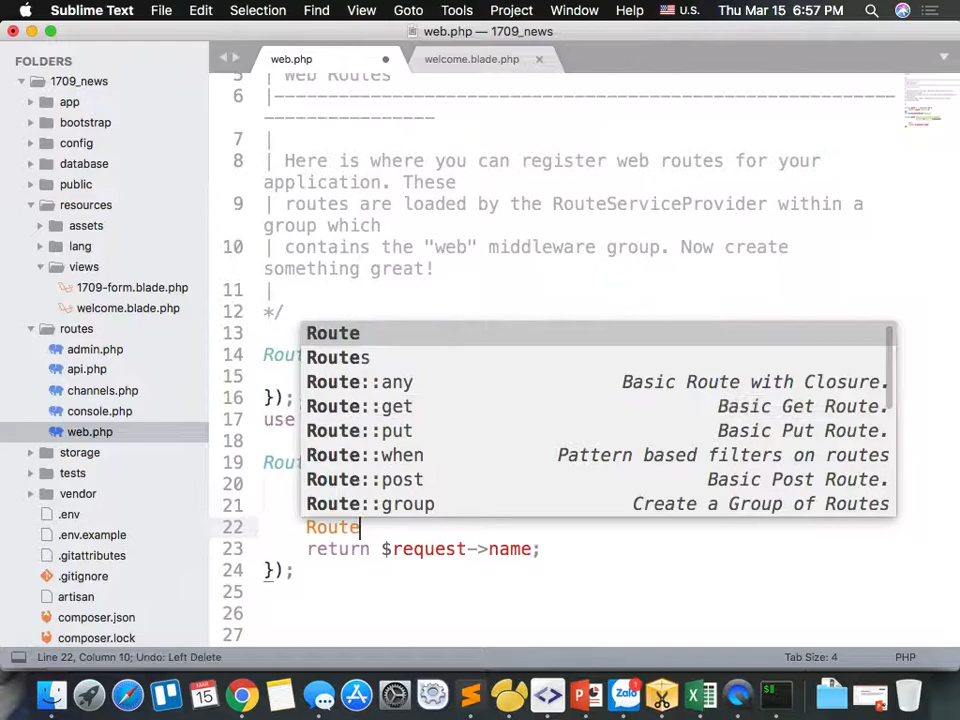 Sublime Text File Edit Selection Find View Goto Tools Project Window Help U.S. Thu Mar 15 6:57 PM
web.php — 1709_news
FOLDERS
1709_news
app
bootstrap
config
database
public
resources
assets
lang
views
1709-form.blade.php
welcome.blade.php
routes
admin.php
api.php
channels.php
console.php
web.php
storage
tests
vendor
.env
.env.example
.gitattributes
.gitignore
artisan
composer.json
composer.lock
web.php
welcome.blade.php
5 | Web Routes
6 |-----------------------------------------------------------
----------------
7 |
8 | Here is where you can register web routes for your
application. These
9 | routes are loaded by the RouteServiceProvider within a
group which
10 | contains the "web" middleware group. Now create
something great!
11 |
12 */
13
14 Rou
15
16 });
17 use
18
19 Rou
20
21
22 Route
23 return $request->name;
24 });
25
26
27
Route
Routes
Route::any Basic Route with Closure.
Route::get Basic Get Route.
Route::put Basic Put Route.
Route::when Pattern based filters on routes
Route::post Basic Post Route.
Route::group Create a Group of Routes
Line 22, Column 10; Undo: Left Delete Tab Size: 4 PHP
15
Zalo
1
$